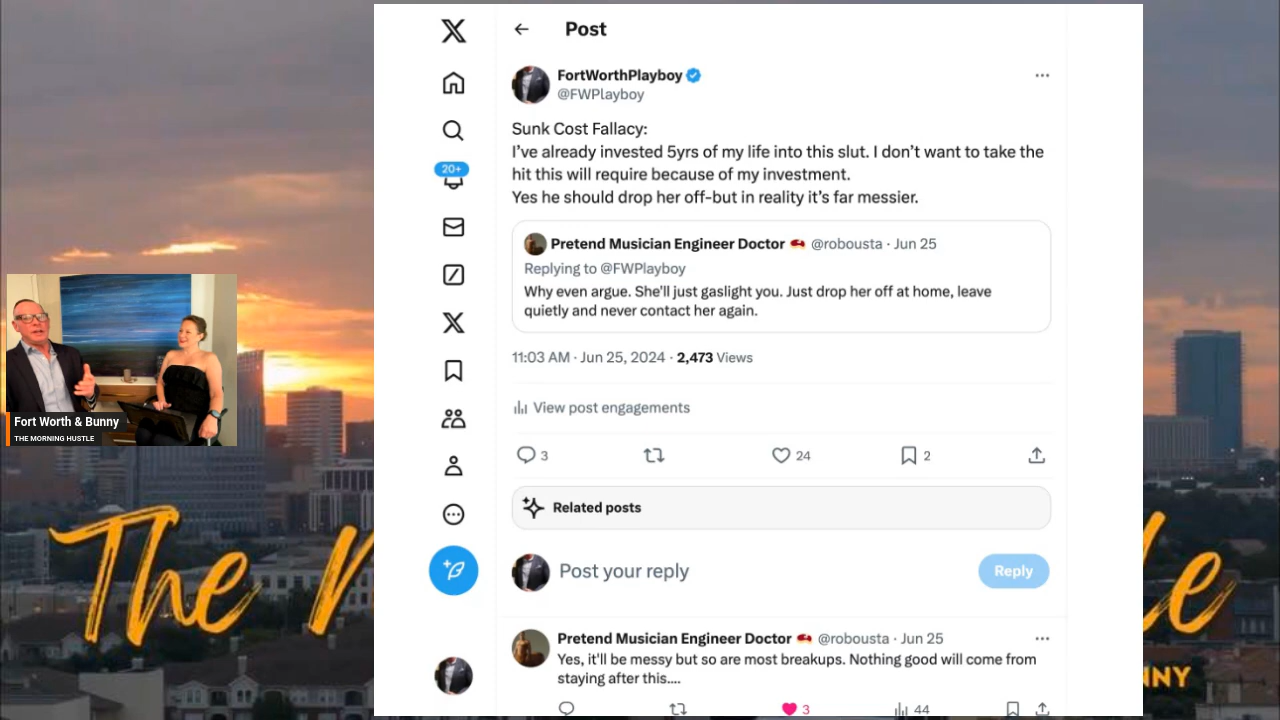 Post
FortWorthPlayboy
@FWPlayboy
Sunk Cost Fallacy:
I've already invested 5yrs of my life into this slut. I don't want to take the
hit this will require because of my investment.
Yes he should drop her off-but in reality it's far messier.
Pretend Musician Engineer Doctor @robousta · Jun 25
Replying to @FWPlayboy
Why even argue. She'll just gaslight you. Just drop her off at home, leave
quietly and never contact her again.
11:03 AM · Jun 25, 2024 · 2,473 Views
View post engagements
3 24 2
Related posts
Post your reply
Reply
Pretend Musician Engineer Doctor @robousta · Jun 25
Yes, it'll be messy but so are most breakups. Nothing good will come from
staying after this....
3 44
20+
Fort Worth & Bunny
THE MORNING HUSTLE
The